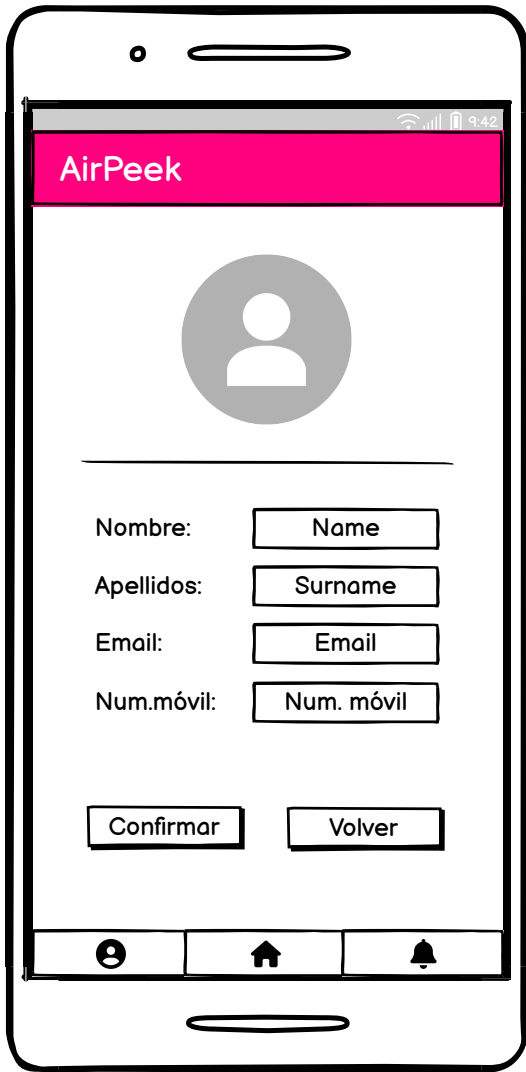 9:42
AirPeek
Nombre: Name
Apellidos: Surname
Email: Email
Num.móvil: Num. móvil
Confirmar Volver